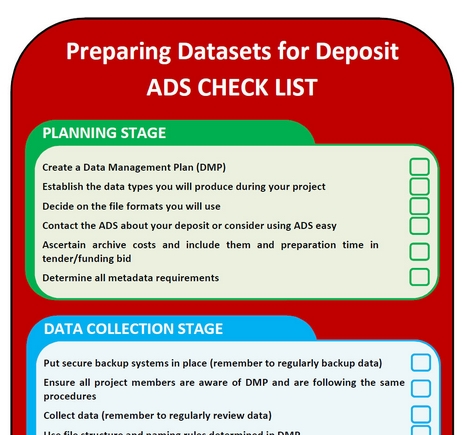 Preparing Datasets for Deposit
ADS CHECK LIST
PLANNING STAGE
Create a Data Management Plan (DMP)
Establish the data types you will produce during your project
Decide on the file formats you will use
Contact the ADS about your deposit or consider using ADS easy
Ascertain archive costs and include them and preparation time in
tender/funding bid
Determine all metadata requirements
DATA COLLECTION STAGE
Put secure backup systems in place (remember to regularly backup data)
Ensure all project members are aware of DMP and are following the same
procedures
Collect data (remember to regularly review data)
Use file structure and naming rules determined in DMP